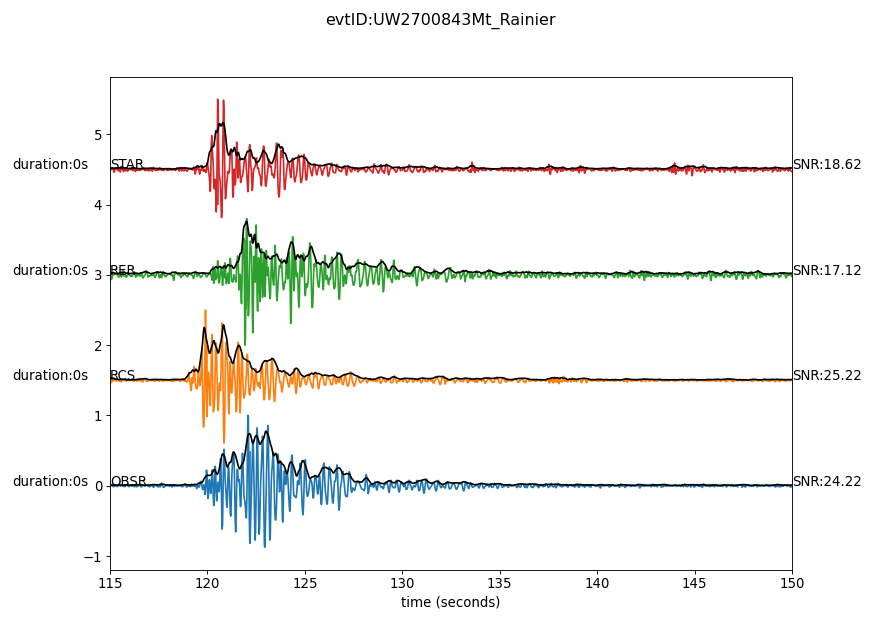 evtID:UW2700843Mt_Rainier
5
duration:0s STAR SNR:18.62
4
duration:0s RER SNR:17.12
3
2
duration:0s RCS SNR:25.22
1
duration:0s OBSR SNR:24.22
0
−1
115 120 125 130 135 140 145 150
time (seconds)